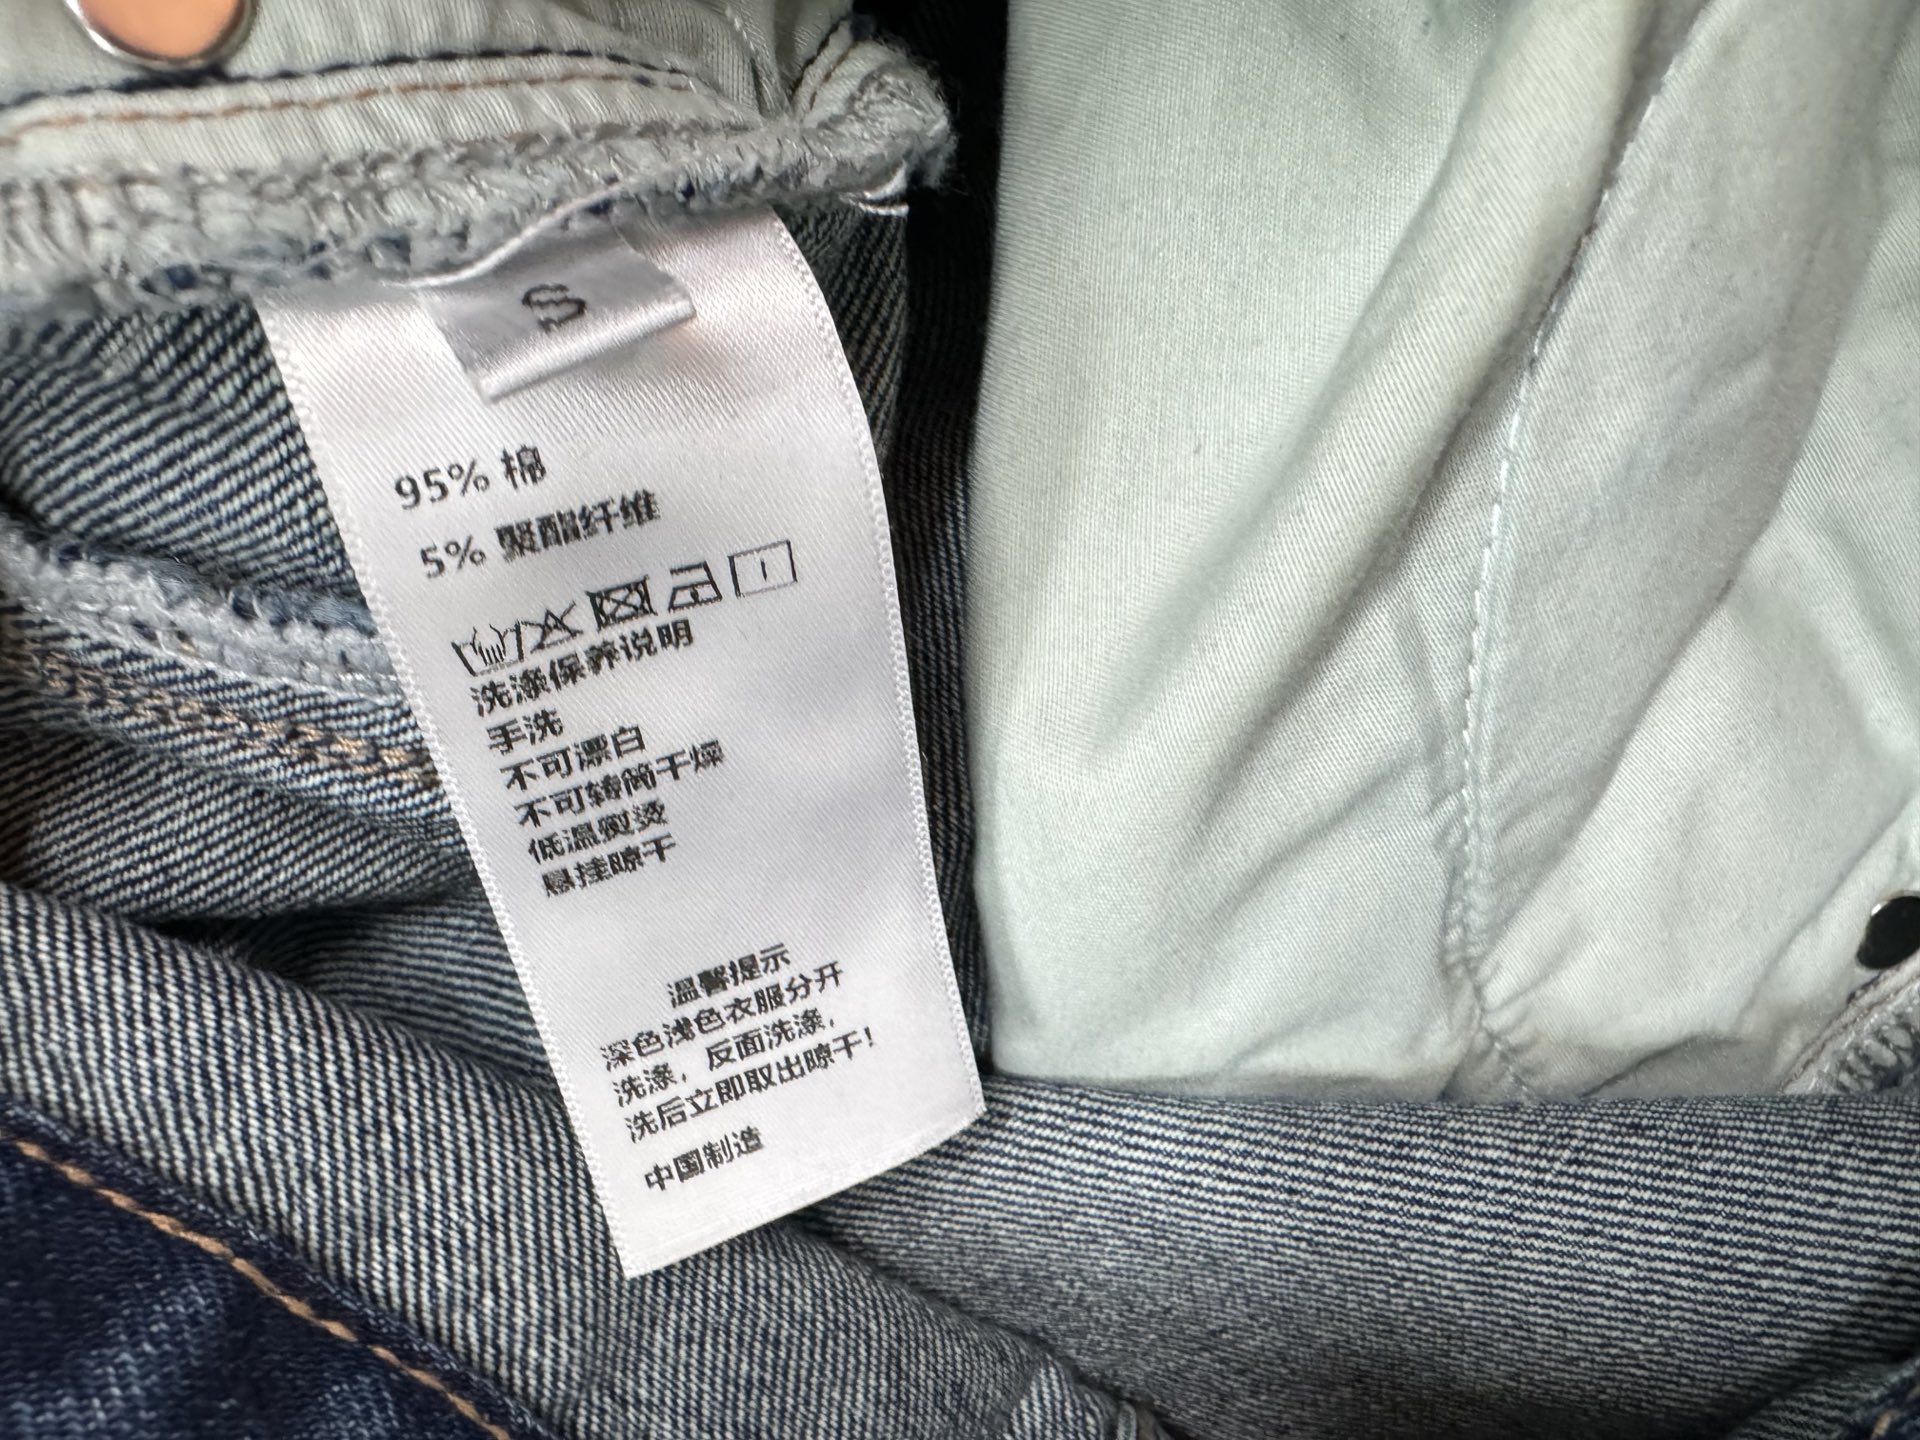 S
95% 棉
5% 聚酯纤维
洗涤保养说明
手洗
不可漂白
不可转筒干燥
低温熨烫
悬挂晾干
温馨提示
深色浅色衣服分开
洗涤，反面洗涤，
洗后立即取出晾干！
中国制造